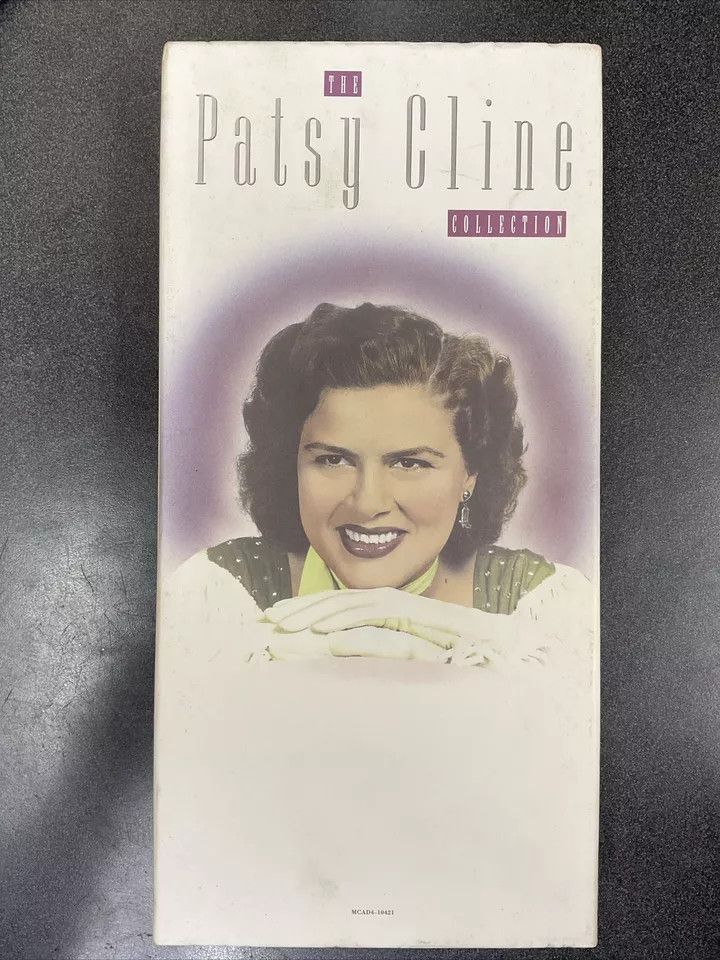 THE
Patsy Cline
COLLECTION
MCAD4-10421